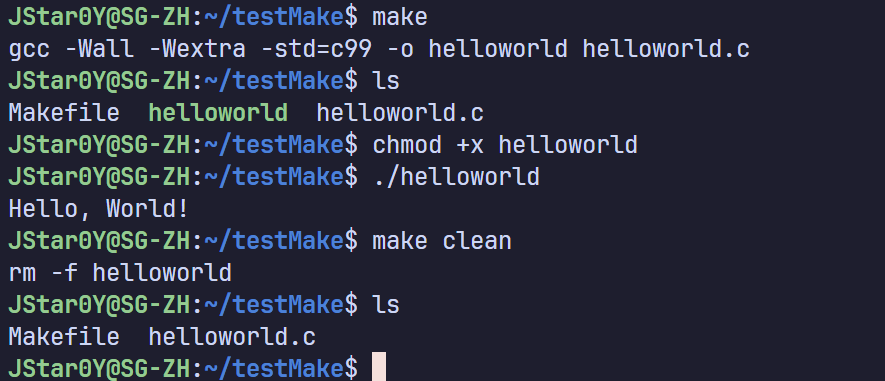 JStar0Y@SG-ZH:~/testMake$ make
gcc -Wall -Wextra -std=c99 -o helloworld helloworld.c
JStar0Y@SG-ZH:~/testMake$ ls
Makefile  helloworld  helloworld.c
JStar0Y@SG-ZH:~/testMake$ chmod +x helloworld
JStar0Y@SG-ZH:~/testMake$ ./helloworld
Hello, World!
JStar0Y@SG-ZH:~/testMake$ make clean
rm -f helloworld
JStar0Y@SG-ZH:~/testMake$ ls
Makefile  helloworld.c
JStar0Y@SG-ZH:~/testMake$